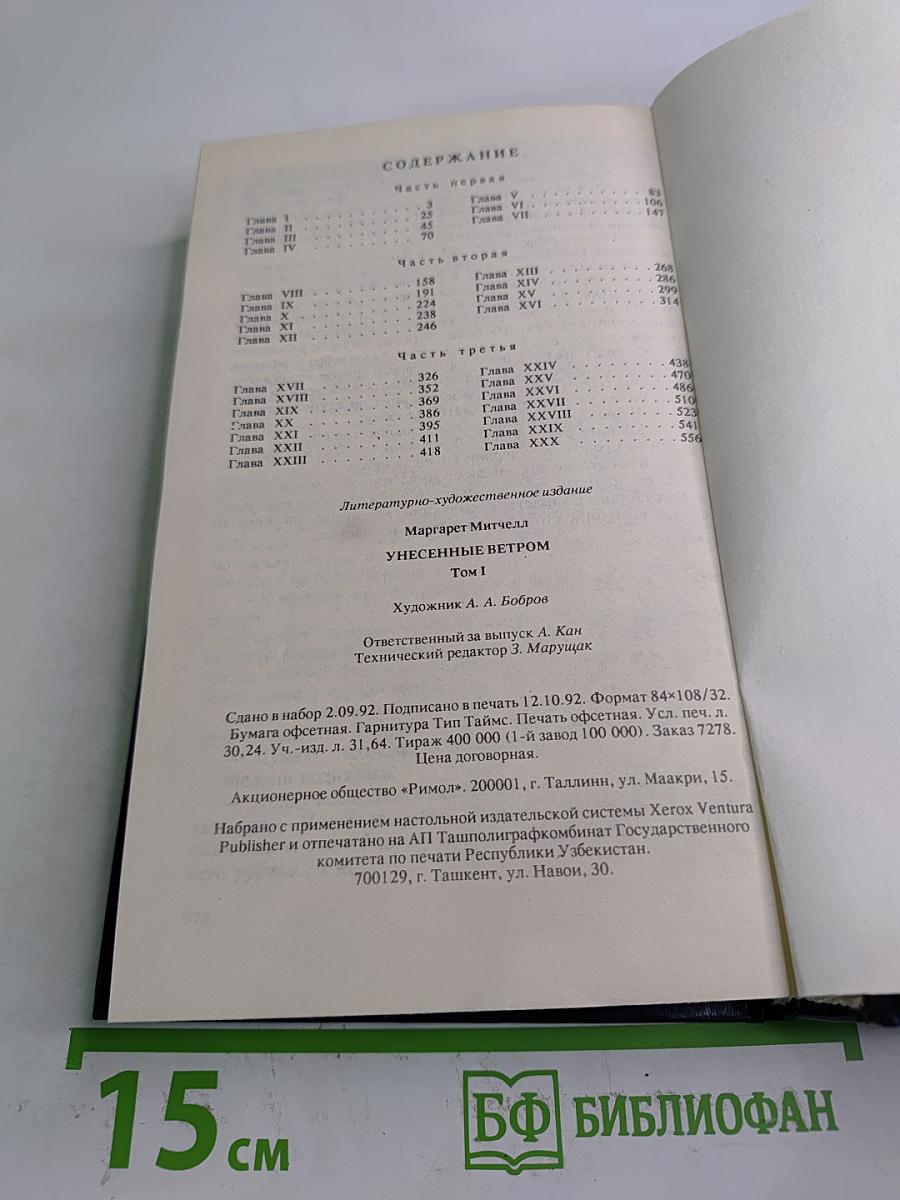 СОДЕРЖАНИЕ
Часть первая
Глава I . . . . . . . . . . . 3
Глава II . . . . . . . . . . . 25
Глава III . . . . . . . . . . . 45
Глава IV . . . . . . . . . . . 70
Глава V . . . . . . . . . . . 83
Глава VI . . . . . . . . . . . 106
Глава VII . . . . . . . . . . . 147
Часть вторая
Глава VIII . . . . . . . . . 158
Глава IX . . . . . . . . . 191
Глава X . . . . . . . . . 224
Глава XI . . . . . . . . . 238
Глава XII . . . . . . . . . 246
Глава XIII . . . . . . . . . 268
Глава XIV . . . . . . . . . 286
Глава XV . . . . . . . . . 299
Глава XVI . . . . . . . . . 314
Часть третья
Глава XVII . . . . . . . . 326
Глава XVIII . . . . . . . . 352
Глава XIX . . . . . . . . 369
Глава XX . . . . . . . . 386
Глава XXI . . . . . . . . 395
Глава XXII . . . . . . . . 411
Глава XXIII . . . . . . . . 418
Глава XXIV . . . . . . . . 438
Глава XXV . . . . . . . . 470
Глава XXVI . . . . . . . . 486
Глава XXVII . . . . . . . . 510
Глава XXVIII . . . . . . . . 523
Глава XXIX . . . . . . . . 541
Глава XXX . . . . . . . . 556
Литературно-художественное издание
Маргарет Митчелл
УНЕСЕННЫЕ ВЕТРОМ
Том I
Художник А. А. Бобров
Ответственный за выпуск А. Кан
Технический редактор З. Марущак
Сдано в набор 2.09.92. Подписано в печать 12.10.92. Формат 84×108/32.
Бумага офсетная. Гарнитура Тип Таймс. Печать офсетная. Усл. печ. л.
30,24. Уч.-изд. л. 31,64. Тираж 400 000 (1-й завод 100 000). Заказ 7278.
Цена договорная.
Акционерное общество «Римол». 200001, г. Таллинн, ул. Маакри, 15.
Набрано с применением настольной издательской системы Xerox Ventura
Publisher и отпечатано на АП Ташполиграфкомбинат Государственного
комитета по печати Республики Узбекистан.
700129, г. Ташкент, ул. Навои, 30.
15 см
БФ БИБЛИОФАН